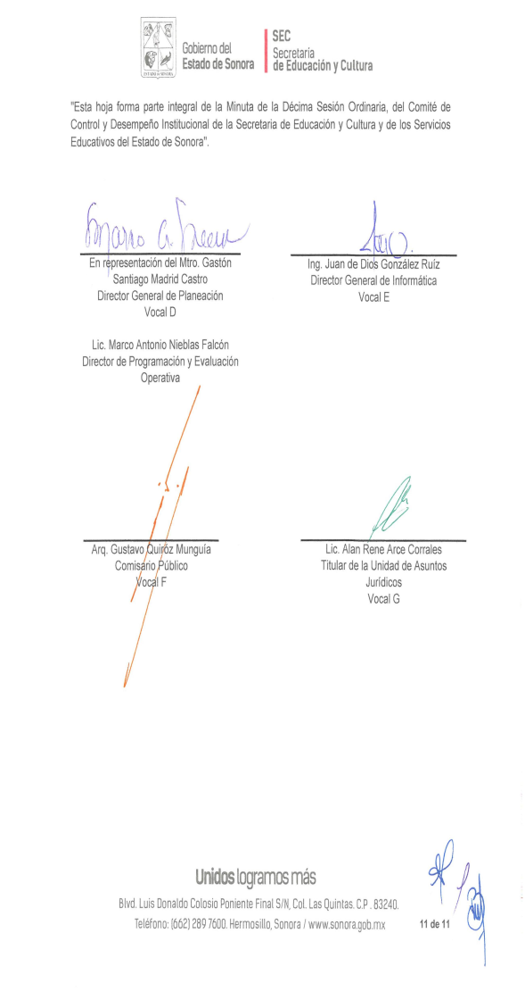 Gobierno del
Estado de Sonora
SEC
Secretaría
de Educación y Cultura
"Esta hoja forma parte integral de la Minuta de la Décima Sesión Ordinaria, del Comité de
Control y Desempeño Institucional de la Secretaria de Educación y Cultura y de los Servicios
Educativos del Estado de Sonora".
En representación del Mtro. Gastón
Santiago Madrid Castro
Director General de Planeación
Vocal D
Lic. Marco Antonio Nieblas Falcón
Director de Programación y Evaluación
Operativa
Ing. Juan de Dios González Ruíz
Director General de Informática
Vocal E
Arq. Gustavo Quiróz Munguía
Comisario Público
Vocal F
Lic. Alan Rene Arce Corrales
Titular de la Unidad de Asuntos
Jurídicos
Vocal G
Unidos logramos más
Blvd. Luis Donaldo Colosio Poniente Final S/N, Col. Las Quintas. C.P . 83240.
Teléfono: (662) 289 7600. Hermosillo, Sonora / www.sonora.gob.mx
11 de 11